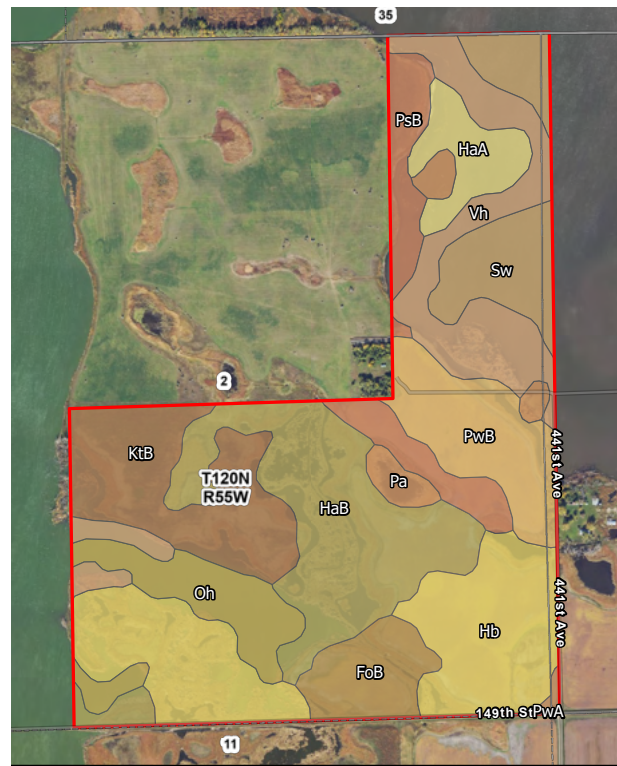 35
PsB
HaA
Vh
Sw
2
PwB
KtB
T120N
R55W
441st Ave
Pa
HaB
Oh
441st Ave
Hb
FoB
149th St
PwA
11